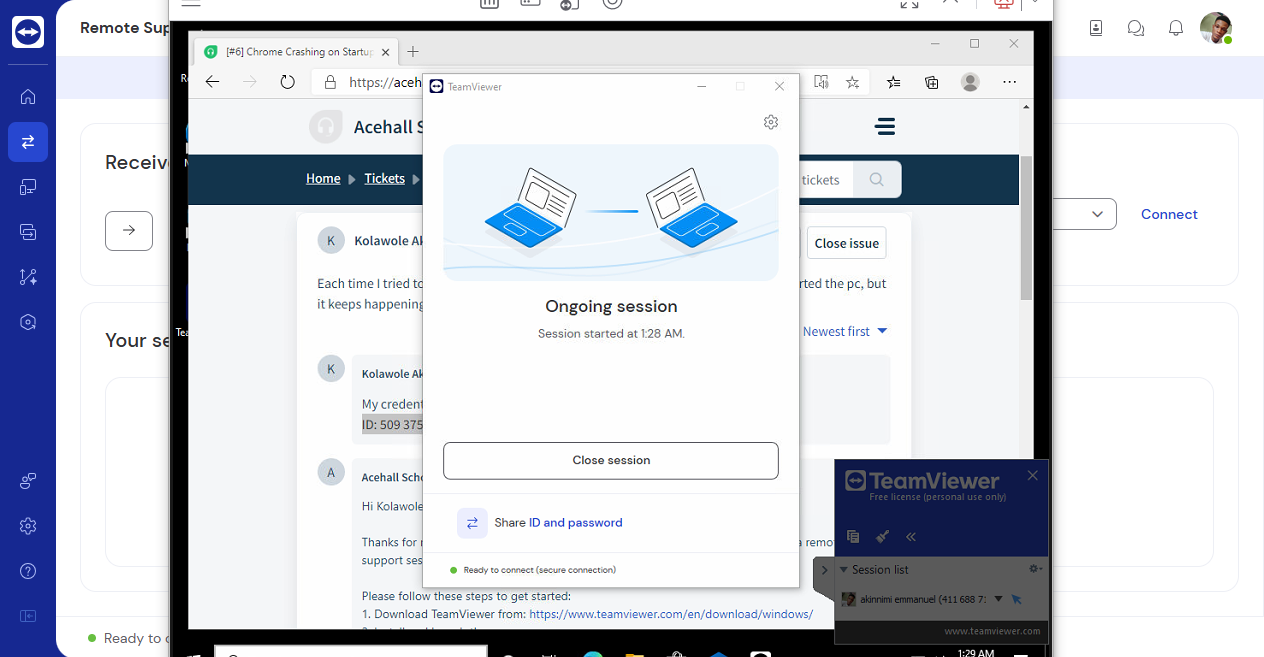 Remote Sup
[#6] Chrome Crashing on Startup
https://aceh
TeamViewer
Acehall S
Home
Tickets
tickets
Receive
K
Kolawole Ak
Close issue
Connect
Each time I tried to
rted the pc, but
it keeps happening
Ongoing session
Session started at 1:28 AM.
Newest first
Your se
K
Kolawole Ak
My credent
ID: 509 375
Close session
A
Acehall Scho
Hi Kolawole
Share ID and password
Thanks for
a remo
support ses
Ready to connect (secure connection)
Please follow these steps to get started:
1. Download TeamViewer from: https://www.teamviewer.com/en/download/windows/
TeamViewer
Free license (personal use only)
Session list
akinnimi emmanuel (411 688 7
www.teamviewer.com
Ready to c
1:29 AM